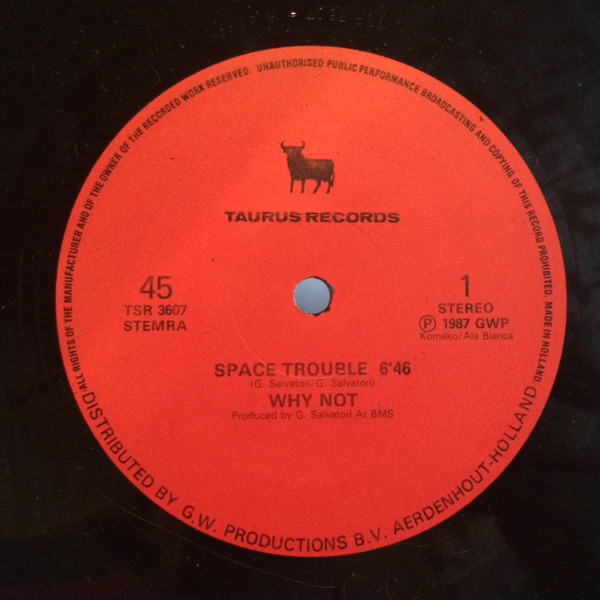 ALL RIGHTS OF THE MANUFACTURER AND OF THE OWNER OF THE RECORDED WORK RESERVED. UNAUTHORISED PUBLIC PERFORMANCE BROADCASTING AND COPYING OF THIS RECORD PROHIBITED. MADE IN HOLLAND
TAURUS RECORDS
45
TSR 3607
STEMRA
1
STEREO
Ⓟ 1987 GWP
Komeko/Ala Bianca
SPACE TROUBLE 6'46
(G. Salvatori/G. Salvatori)
WHY NOT
Produced by G. Salvatori At BMS
DISTRIBUTED BY G.W. PRODUCTIONS B.V. AERDENHOUT-HOLLAND